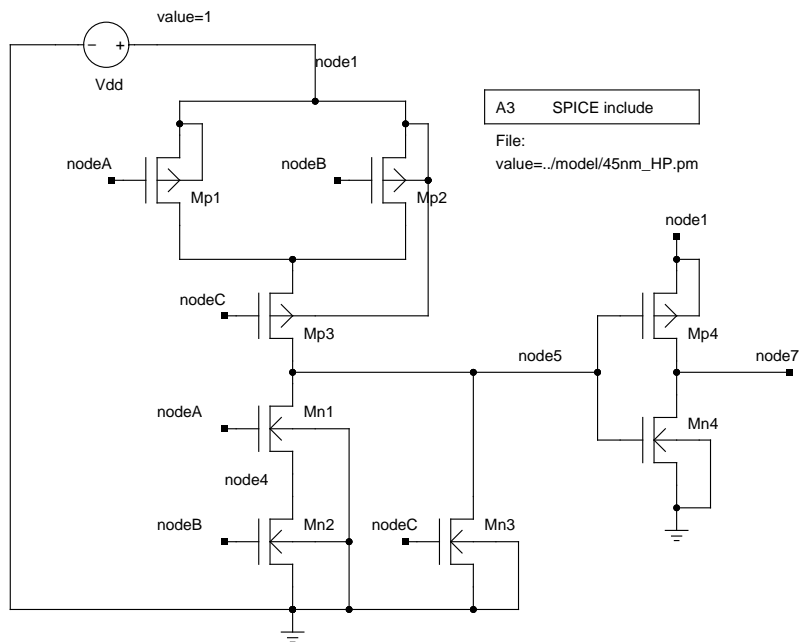 value=1
− +
Vdd
node1
A3 SPICE include
File:
value=../model/45nm_HP.pm
nodeA
Mp1
nodeB
Mp2
node1
nodeC
Mp3
Mp4
node5
node7
nodeA
Mn1
Mn4
node4
nodeB
Mn2
nodeC
Mn3